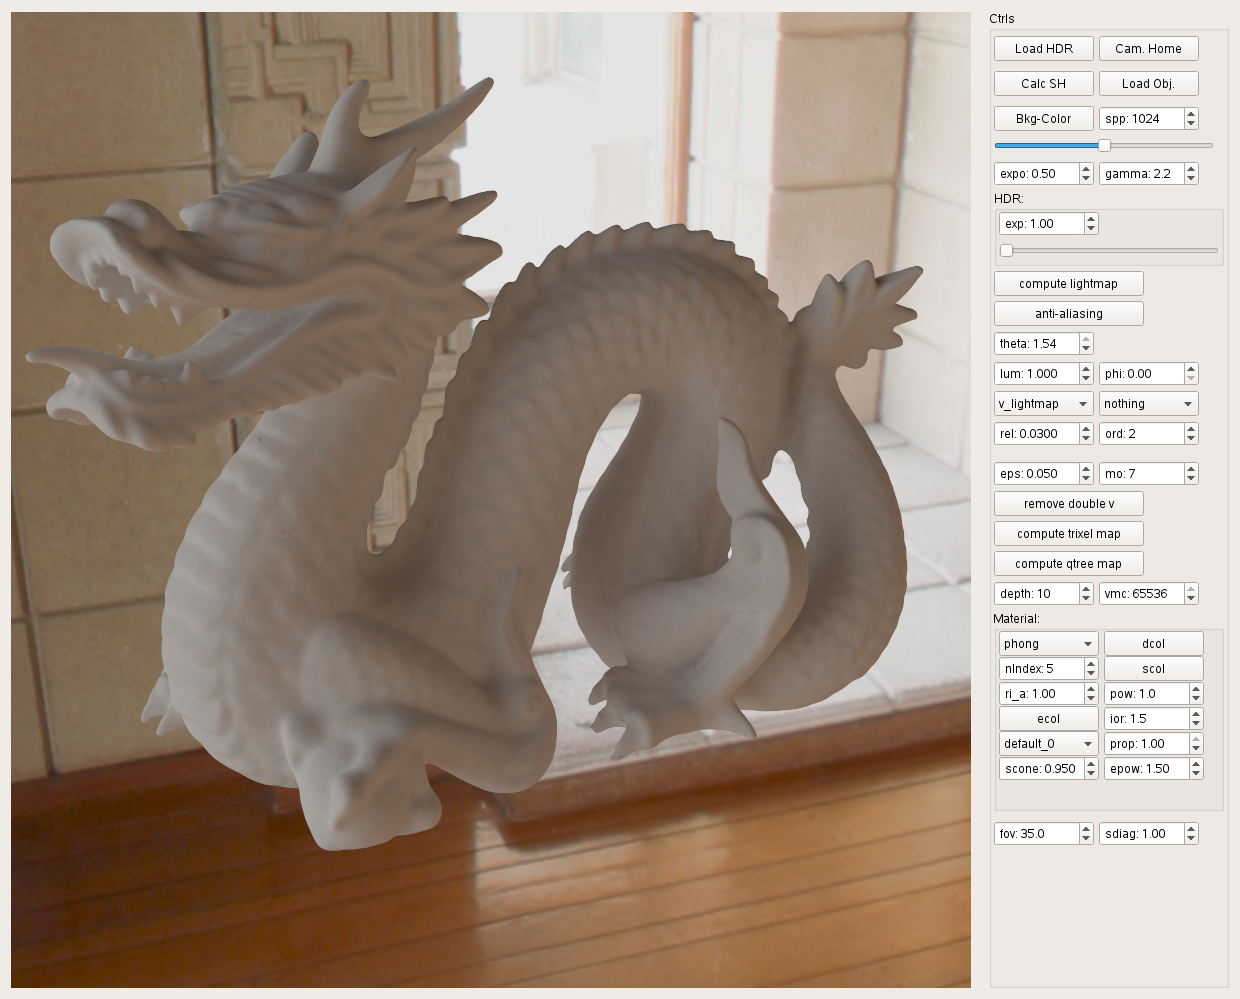 Ctrls
Load HDR Cam. Home
Calc SH Load Obj.
Bkg-Color spp: 1024
expo: 0.50 gamma: 2.2
HDR:
exp: 1.00
compute lightmap
anti-aliasing
theta: 1.54
lum: 1.000 phi: 0.00
v_lightmap nothing
rel: 0.0300 ord: 2
eps: 0.050 mo: 7
remove double v
compute trixel map
compute qtree map
depth: 10 vmc: 65536
Material:
phong dcol
nIndex: 5 scol
ri_a: 1.00 pow: 1.0
ecol ior: 1.5
default_0 prop: 1.00
scone: 0.950 epow: 1.50
fov: 35.0 sdiag: 1.00